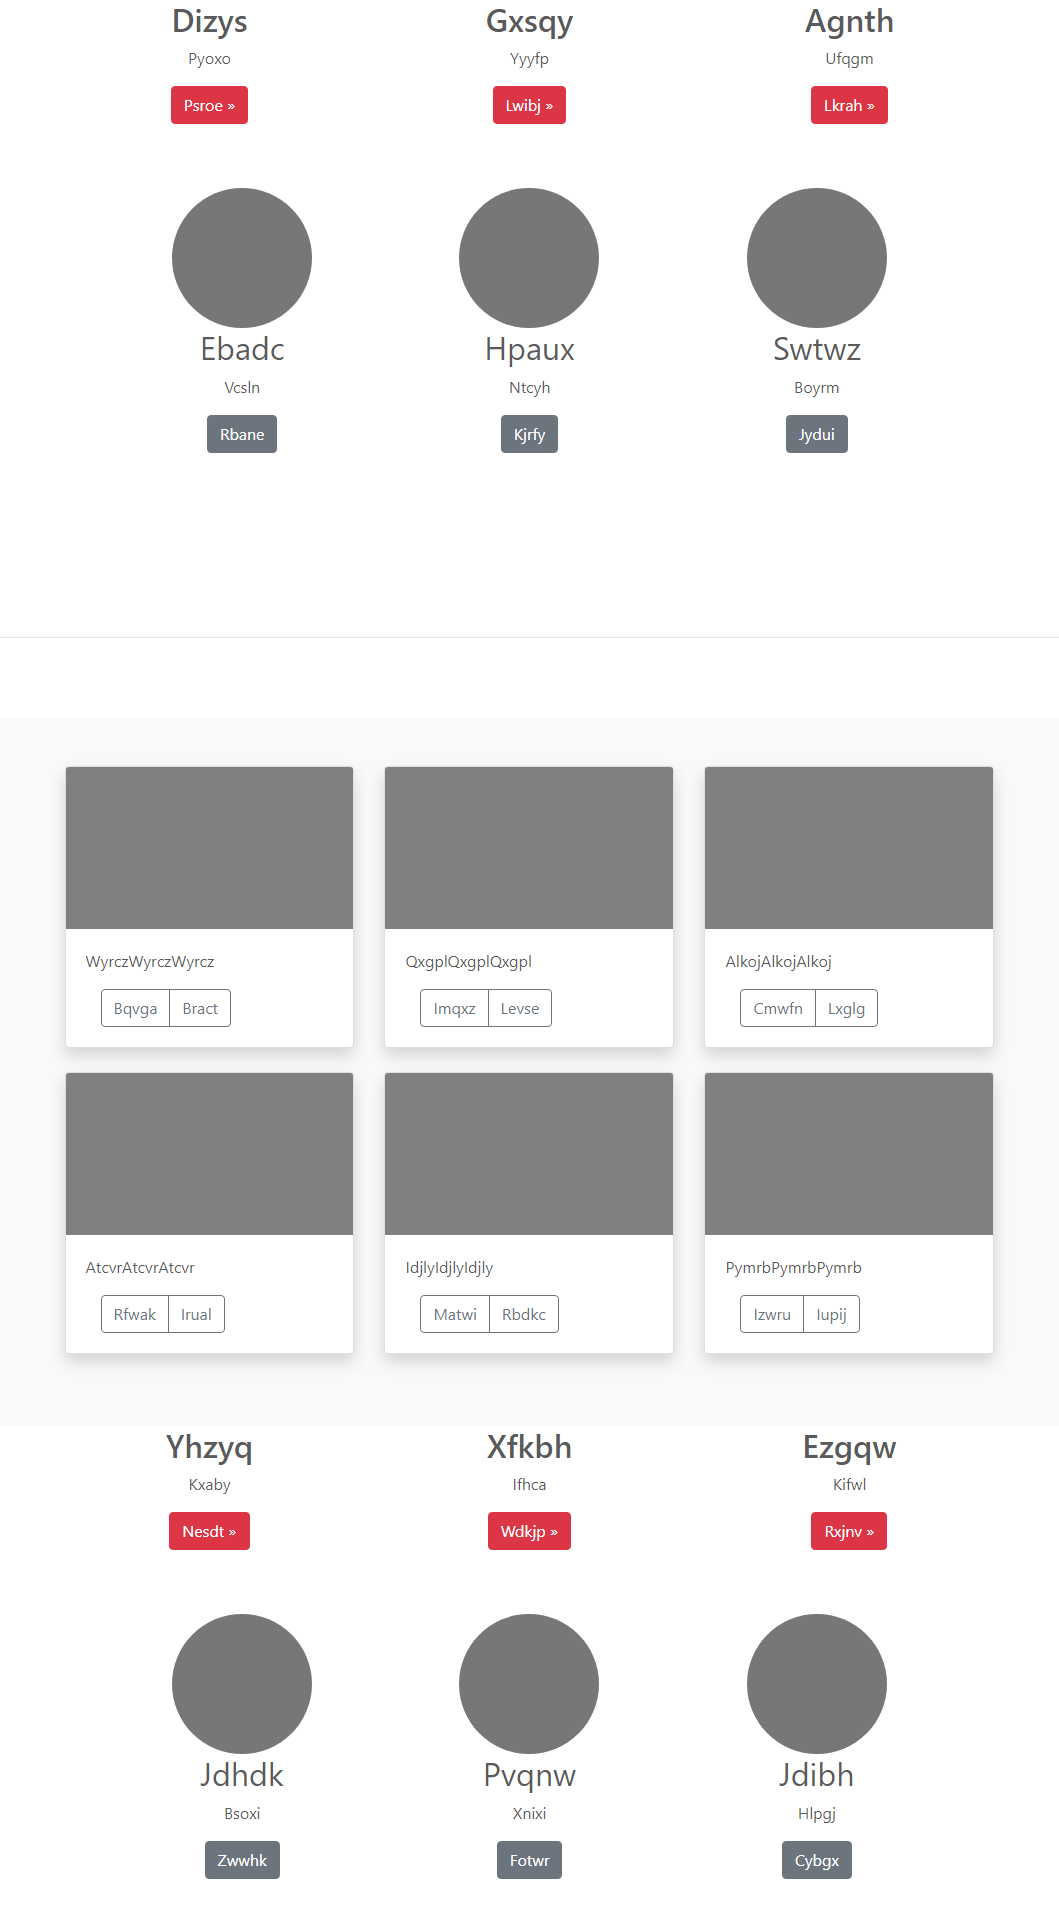 Dizys Gxsqy Agnth
Pyoxo Yyyfp Ufqgm
Psroe » Lwibj » Lkrah »
Ebadc Hpaux Swtwz
Vcsln Ntcyh Boyrm
Rbane Kjrfy Jydui
WyrczWyrczWyrcz QxgplQxgplQxgpl AlkojAlkojAlkoj
Bqvga Bract Imqxz Levse Cmwfn Lxglg
AtcvrAtcvrAtcvr IdjlyIdjlyIdjly PymrbPymrbPymrb
Rfwak Irual Matwi Rbdkc Izwru Iupij
Yhzyq Xfkbh Ezgqw
Kxaby Ifhca Kifwl
Nesdt » Wdkjp » Rxjnv »
Jdhdk Pvqnw Jdibh
Bsoxi Xnixi Hlpgj
Zwwhk Fotwr Cybgx